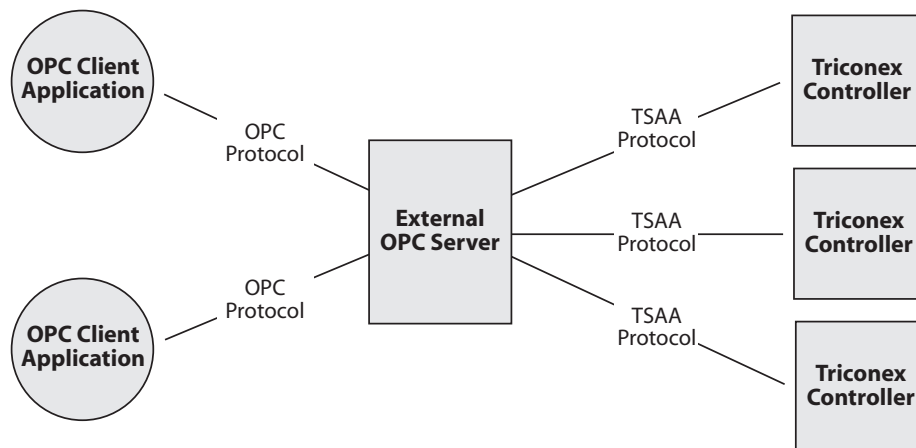 OPC Client
Application
OPC
Protocol
OPC Client
Application
OPC
Protocol
External
OPC Server
TSAA
Protocol
Triconex
Controller
TSAA
Protocol
Triconex
Controller
TSAA
Protocol
Triconex
Controller